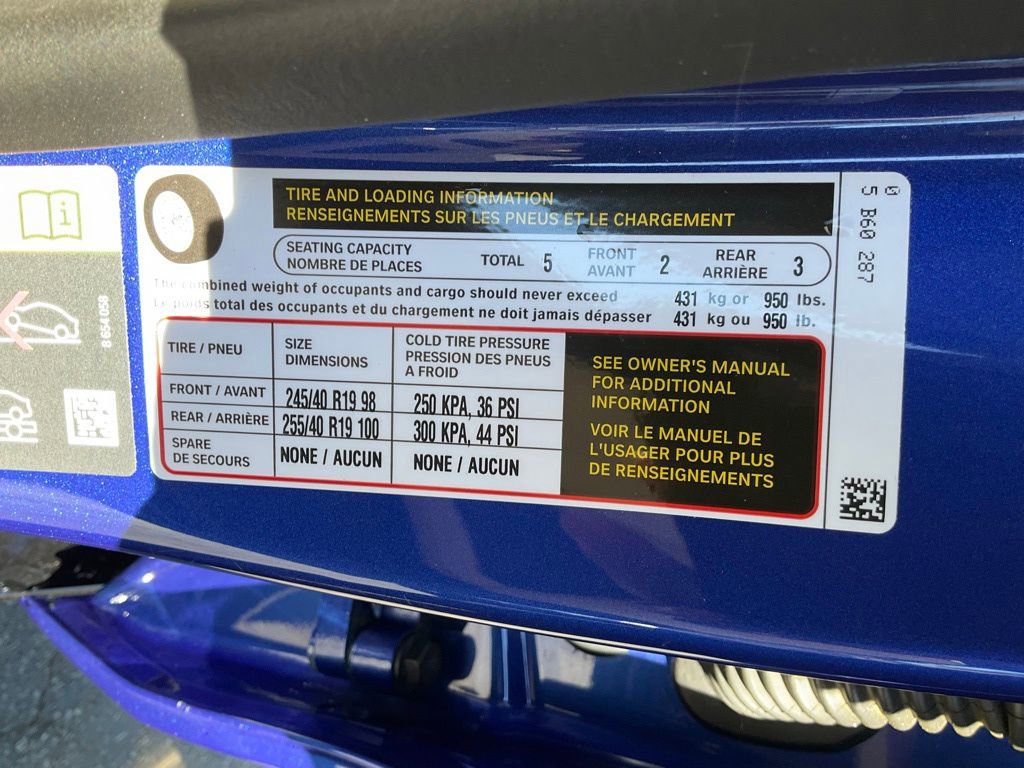 TIRE AND LOADING INFORMATION
RENSEIGNEMENTS SUR LES PNEUS ET LE CHARGEMENT
SEATING CAPACITY
NOMBRE DE PLACES
TOTAL 5
FRONT
AVANT 2
REAR
ARRIÈRE 3
The combined weight of occupants and cargo should never exceed 431 kg or 950 lbs.
Le poids total des occupants et du chargement ne doit jamais dépasser 431 kg ou 950 lb.
TIRE / PNEU
SIZE
DIMENSIONS
COLD TIRE PRESSURE
PRESSION DES PNEUS
A FROID
FRONT / AVANT 245/40 R19 98 250 KPA, 36 PSI
REAR / ARRIÈRE 255/40 R19 100 300 KPA, 44 PSI
SPARE
DE SECOURS
NONE / AUCUN NONE / AUCUN
SEE OWNER'S MANUAL
FOR ADDITIONAL
INFORMATION
VOIR LE MANUEL DE
L'USAGER POUR PLUS
DE RENSEIGNEMENTS
0
5 B60 287